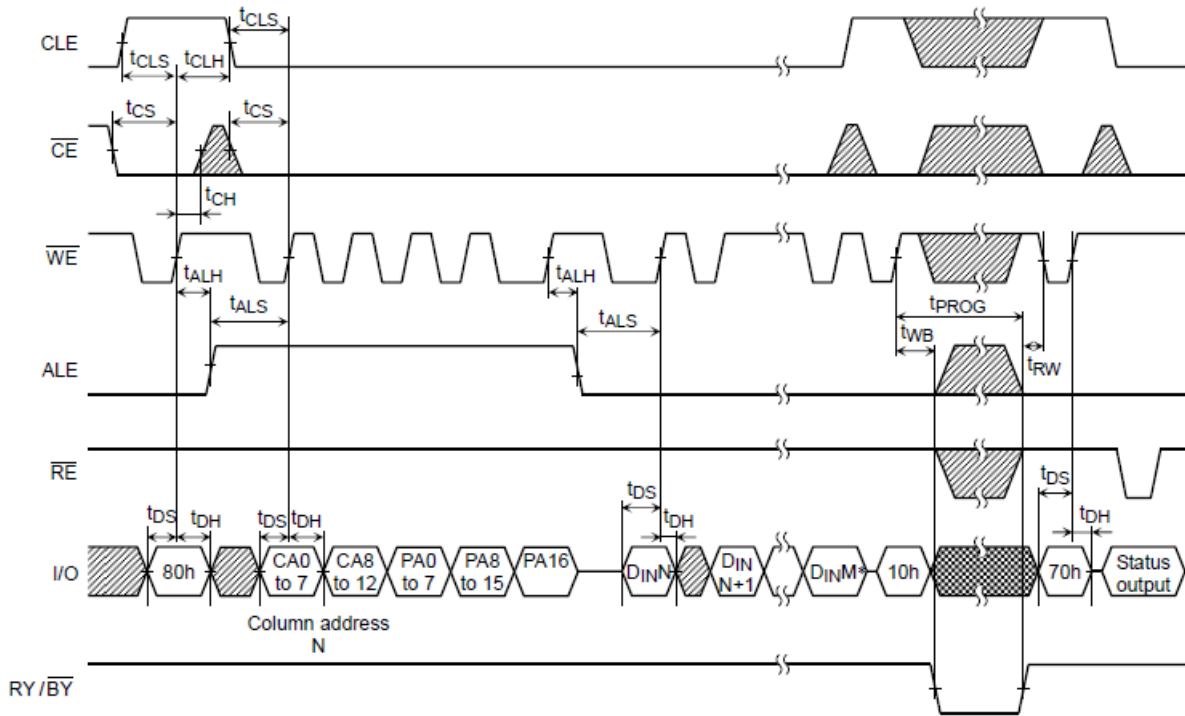 CLE
tCLS
tCLS
tCLH
CE
tCS
tCS
tCH
WE
tALH
tALH
tALS
tALS
tPROG
tWB
tRW
ALE
RE
tDS
tDH
tDS
tDH
tDS
tDH
tDS
tDH
I/O
80h
CA0
to 7
CA8
to 12
PA0
to 7
PA8
to 15
PA16
DINN
DIN
N+1
DINM*
10h
70h
Status
output
Column address
N
RY/BY